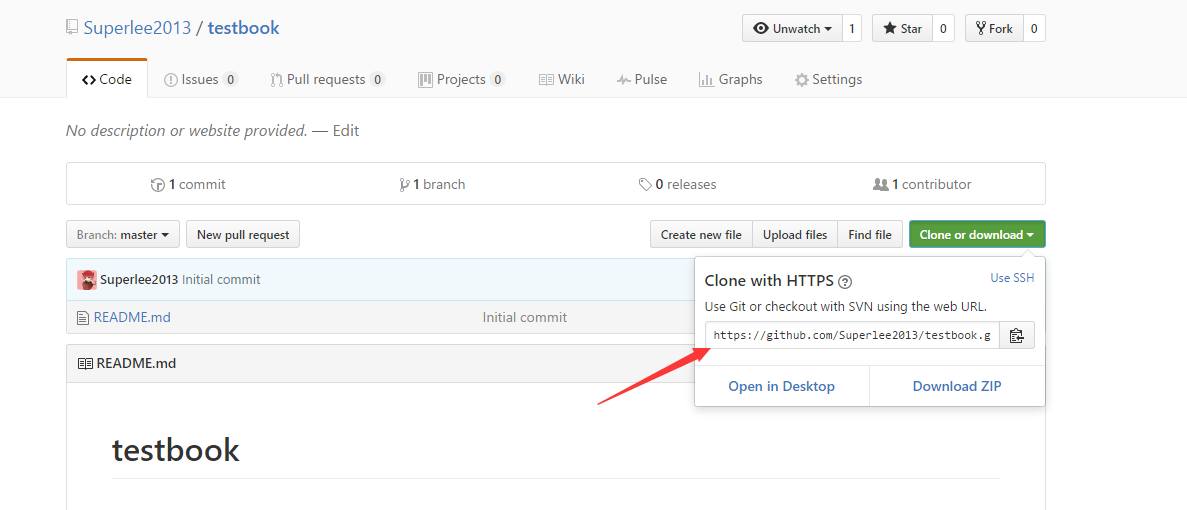 Superlee2013 / testbook
Unwatch 1 Star 0 Fork 0
Code Issues 0 Pull requests 0 Projects 0 Wiki Pulse Graphs Settings
No description or website provided. — Edit
1 commit 1 branch 0 releases 1 contributor
Branch: master New pull request Create new file Upload files Find file Clone or download
Superlee2013 Initial commit
README.md Initial commit
Clone with HTTPS ? Use SSH
Use Git or checkout with SVN using the web URL.
https://github.com/Superlee2013/testbook.g
Open in Desktop Download ZIP
README.md
testbook